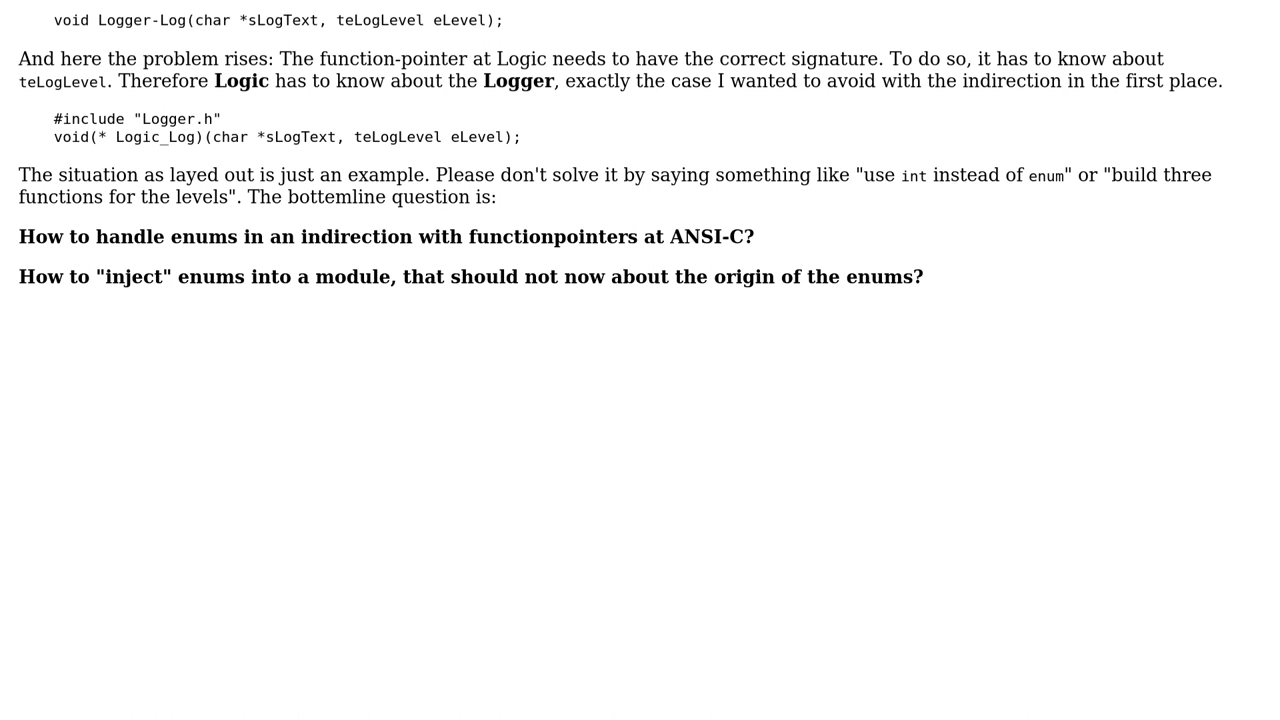 void Logger-Log(char *sLogText, teLogLevel eLevel);
And here the problem rises: The function-pointer at Logic needs to have the correct signature. To do so, it has to know about
teLogLevel. Therefore Logic has to know about the Logger, exactly the case I wanted to avoid with the indirection in the first place.
#include "Logger.h"
void(* Logic_Log)(char *sLogText, teLogLevel eLevel);
The situation as layed out is just an example. Please don't solve it by saying something like "use int instead of enum" or "build three
functions for the levels". The bottemline question is:
How to handle enums in an indirection with functionpointers at ANSI-C?
How to "inject" enums into a module, that should not now about the origin of the enums?